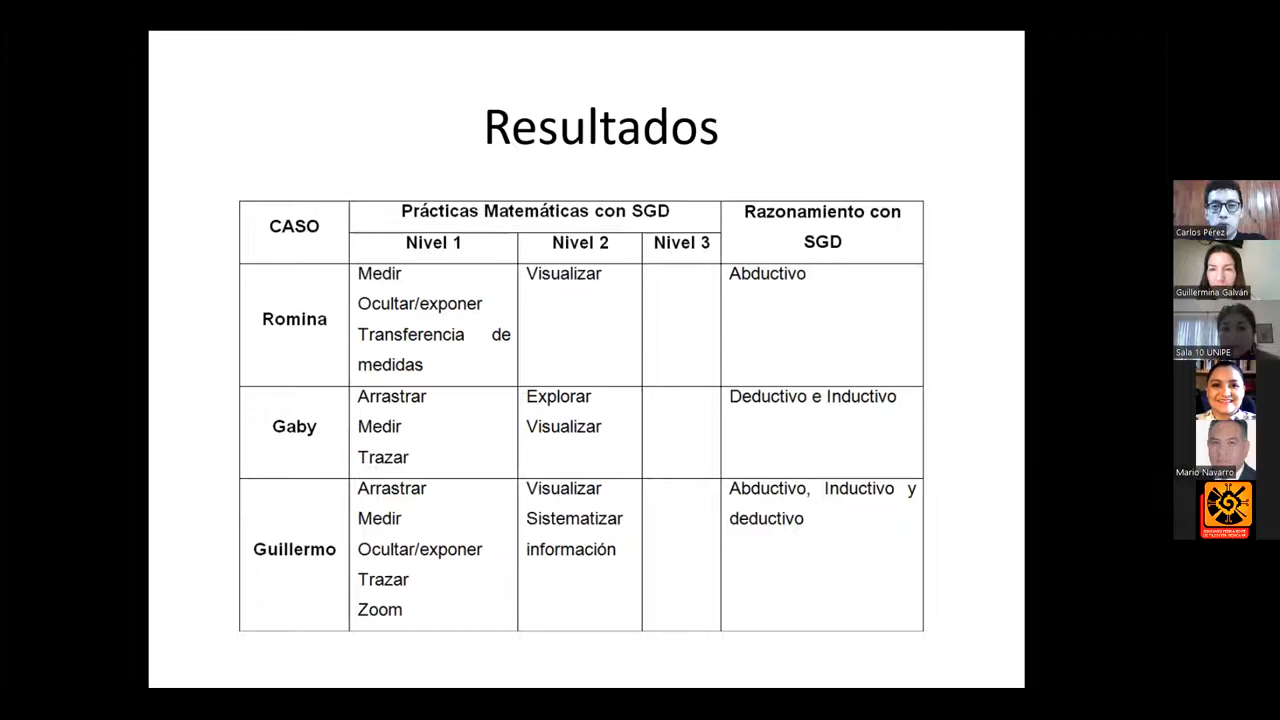 Resultados
CASO
Prácticas Matemáticas con SGD
Razonamiento con
SGD
Nivel 1
Nivel 2
Nivel 3
Romina
Medir
Ocultar/exponer
Transferencia de
medidas
Visualizar
Abductivo
Gaby
Arrastrar
Medir
Trazar
Explorar
Visualizar
Deductivo e Inductivo
Guillermo
Arrastrar
Medir
Ocultar/exponer
Trazar
Zoom
Visualizar
Sistematizar
información
Abductivo, Inductivo y
deductivo
Carlos Pérez
Guillermina Galván
Sala 10 UNIPE
Mario Navarro